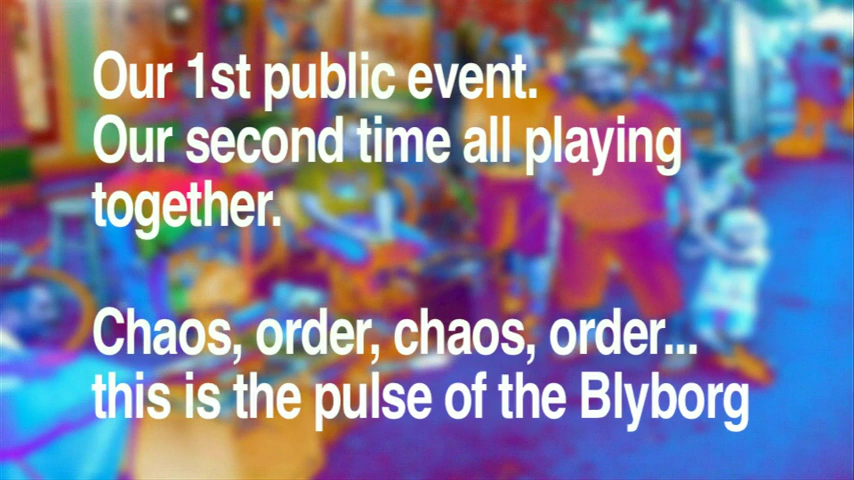 Our 1st public event.
Our second time all playing
together.
Chaos, order, chaos, order...
this is the pulse of the Blyborg